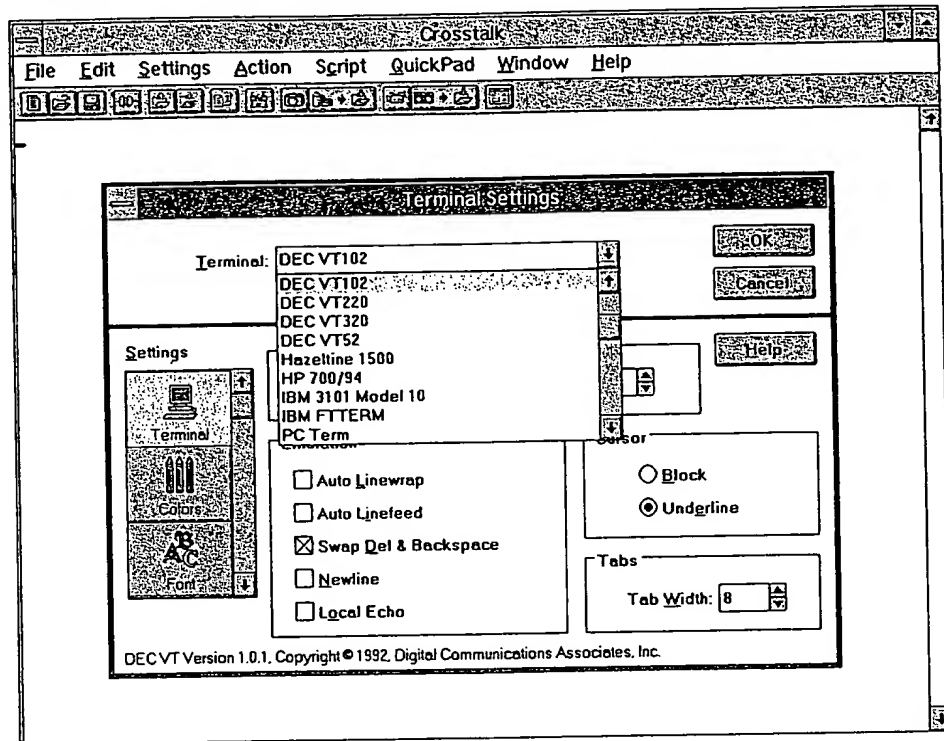 Crosstalk
File Edit Settings Action Script QuickPad Window Help
Terminal Settings
Terminal: DEC VT102
OK
DEC VT102
Cancel
DEC VT220
DEC VT320
DEC VT52
Settings
Help
Hazeltine 1500
HP 700/94
IBM 3101 Model 10
IBM FTTERM
PC Term
Terminal
Colors
Font
Auto Linewrap
Auto Linefeed
Swap Del & Backspace
Newline
Local Echo
Cursor
Block
Underline
Tabs
Tab Width: 8
DEC VT Version 1.0.1, Copyright © 1992, Digital Communications Associates, Inc.